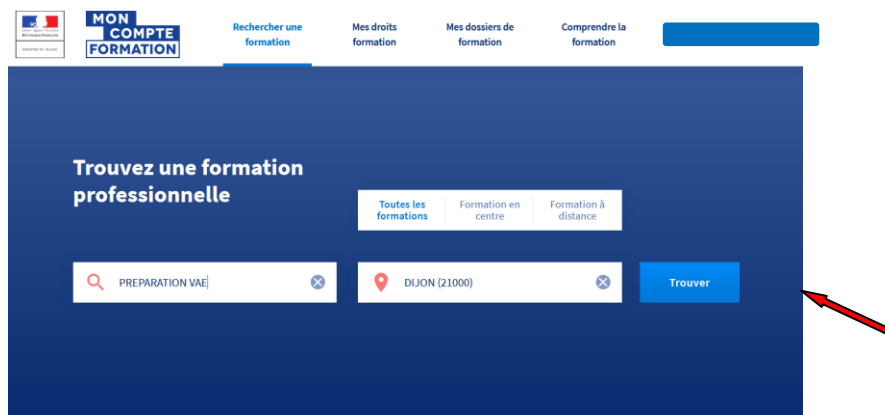 MON
COMPTE
FORMATION
Rechercher une
formation
Mes droits
formation
Mes dossiers de
formation
Comprendre la
formation
Trouvez une formation
professionnelle
Toutes les
formations
Formation en
centre
Formation à
distance
PREPARATION VAE
DIJON (21000)
Trouver